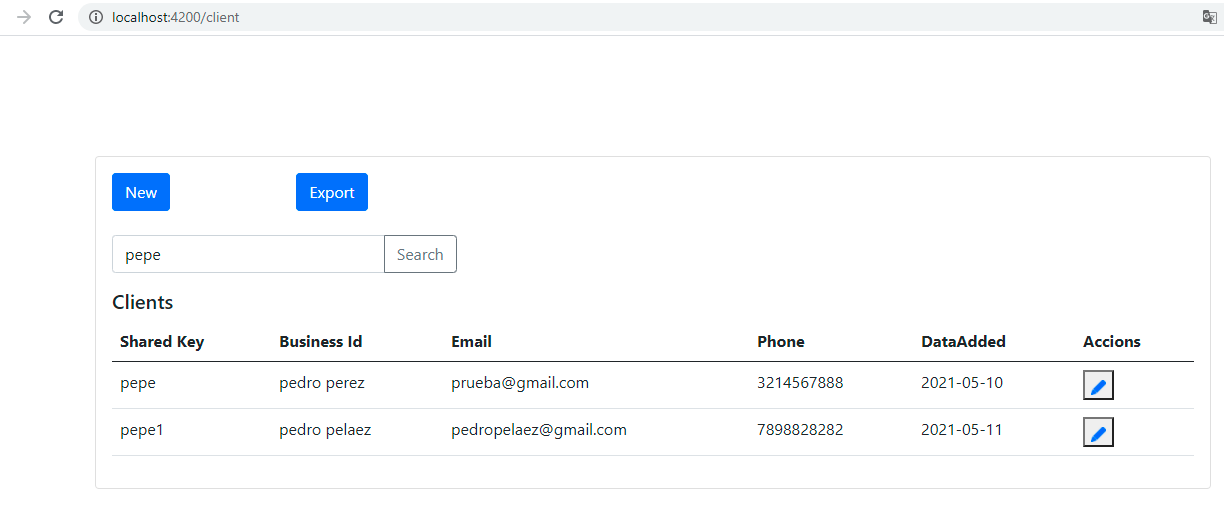 localhost:4200/client
New Export
pepe Search
Clients
Shared Key Business Id Email Phone DataAdded Accions
pepe pedro perez prueba@gmail.com 3214567888 2021-05-10
pepe1 pedro pelaez pedropelaez@gmail.com 7898828282 2021-05-11